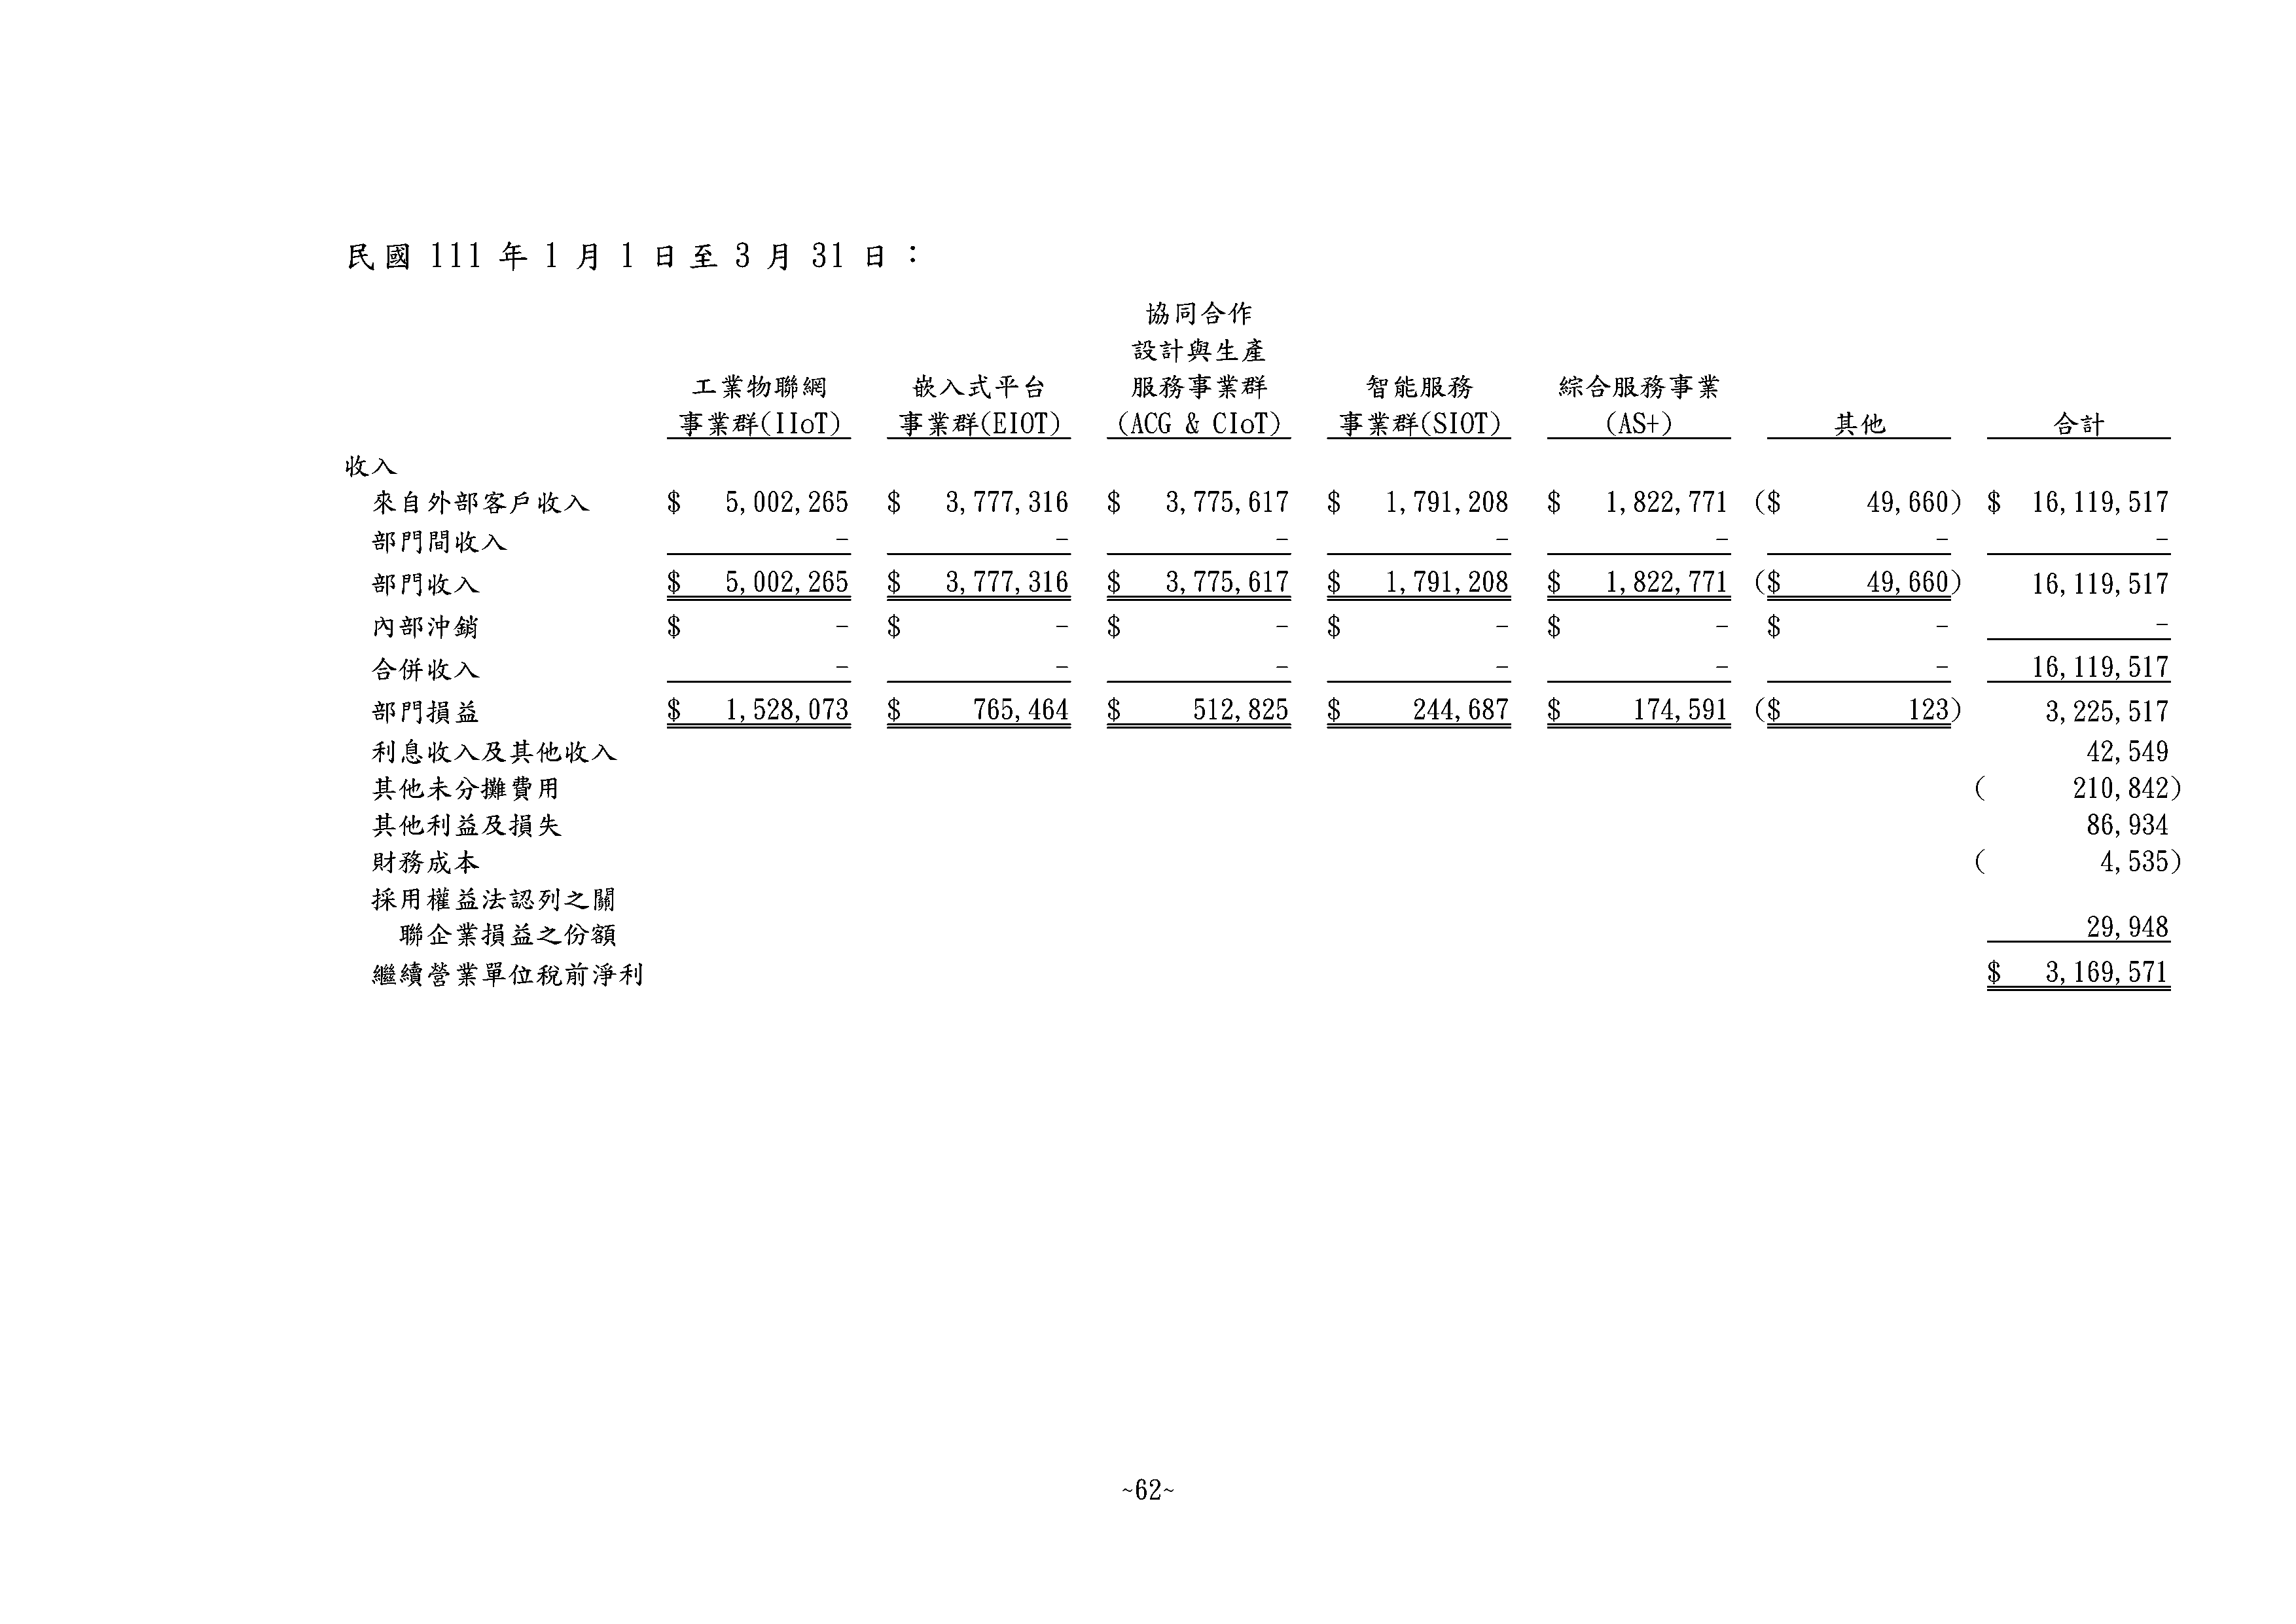 民國 111 年 1 月 1 日至 3 月 31 日：
協同合作
設計與生產
工業物聯網 嵌入式平台 服務事業群 智能服務 綜合服務事業
事業群(IIoT) 事業群(EIOT) (ACG & CIoT) 事業群(SIOT) (AS+) 其他 合計
收入
來自外部客戶收入 $ 5,002,265 $ 3,777,316 $ 3,775,617 $ 1,791,208 $ 1,822,771 ($ 49,660) $ 16,119,517
部門間收入 - - - - - - -
部門收入 $ 5,002,265 $ 3,777,316 $ 3,775,617 $ 1,791,208 $ 1,822,771 ($ 49,660) 16,119,517
內部沖銷 $ - $ - $ - $ - $ - $ - -
合併收入 - - - - - - 16,119,517
部門損益 $ 1,528,073 $ 765,464 $ 512,825 $ 244,687 $ 174,591 ($ 123) 3,225,517
利息收入及其他收入 42,549
其他未分攤費用 ( 210,842)
其他利益及損失 86,934
財務成本 ( 4,535)
採用權益法認列之關
聯企業損益之份額 29,948
繼續營業單位稅前淨利 $ 3,169,571
~62~